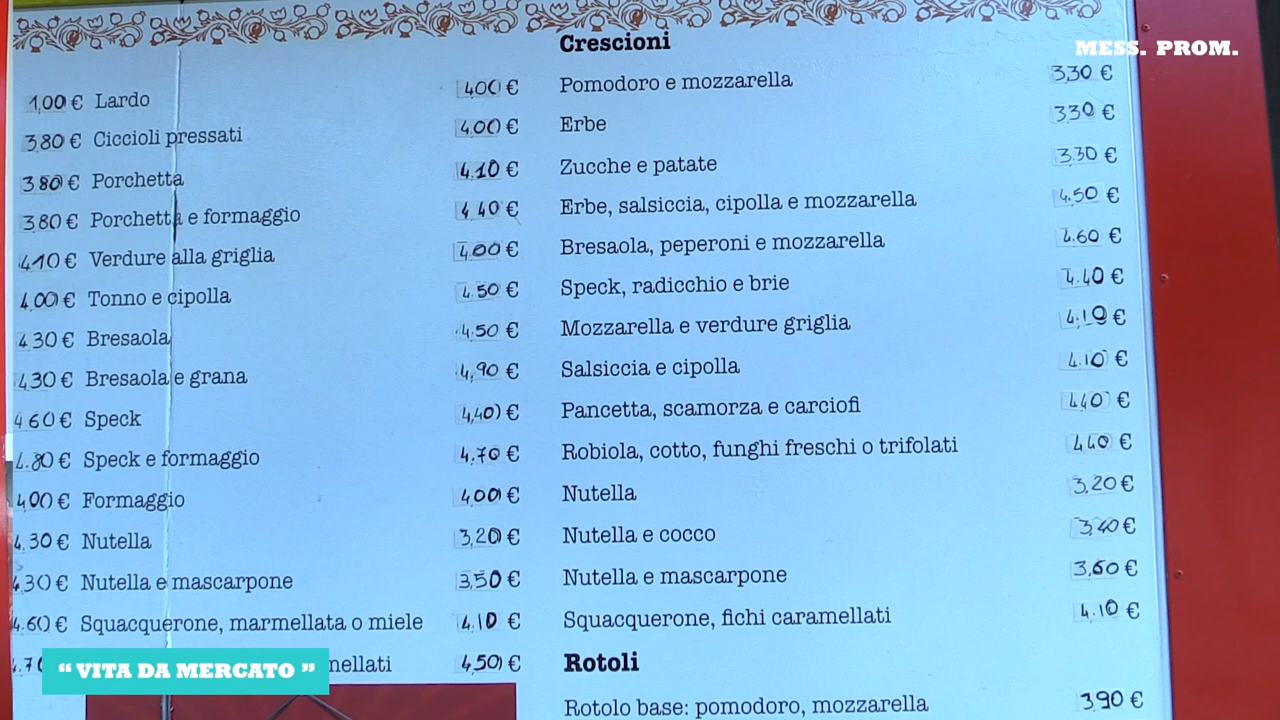 MESS. PROM.
1,00 € Lardo 4,00 €
3,80 € Ciccioli pressati 4,00 €
3,80 € Porchetta 4.10 €
3,80 € Porchetta e formaggio 4,40 €
4,10 € Verdure alla griglia 4,00 €
4,00 € Tonno e cipolla 4.50 €
4,30 € Bresaola 4.50 €
4,30 € Bresaola e grana 4,90 €
4,60 € Speck 4,40 €
4.80 € Speck e formaggio 4.70 €
4,00 € Formaggio 4,00 €
4,30 € Nutella 3,20 €
4,30 € Nutella e mascarpone 3,50 €
4.60 € Squacquerone, marmellata o miele 4.10 €
mellati 4,50 €
Crescioni
Pomodoro e mozzarella 3,30 €
Erbe 3,30 €
Zucche e patate 3.30 €
Erbe, salsiccia, cipolla e mozzarella 4.50 €
Bresaola, peperoni e mozzarella 4.60 €
Speck, radicchio e brie 4.40 €
Mozzarella e verdure griglia 4.10 €
Salsiccia e cipolla 4.10 €
Pancetta, scamorza e carciofi 4,40 €
Robiola, cotto, funghi freschi o trifolati 4,40 €
Nutella 3,20 €
Nutella e cocco 3,40 €
Nutella e mascarpone 3,60 €
Squacquerone, fichi caramellati 4.10 €
Rotoli
Rotolo base: pomodoro, mozzarella 3,90 €
“ VITA DA MERCATO ”